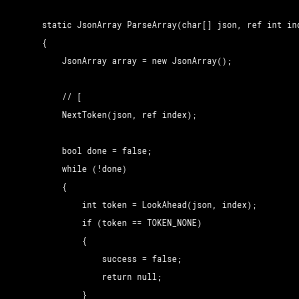 static JsonArray ParseArray(char[] json, ref int
{
JsonArray array = new JsonArray();
// [
NextToken(json, ref index);
bool done = false;
while (!done)
{
int token = LookAhead(json, index);
if (token == TOKEN_NONE)
{
success = false;
return null;
}